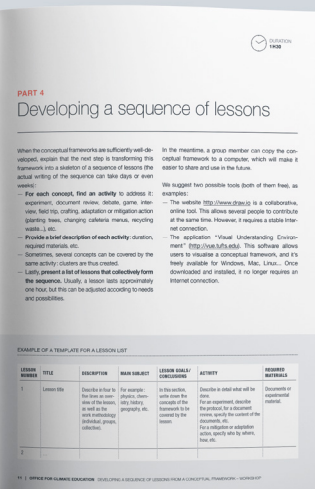 DURATION
1H30
PART 4
Developing a sequence of lessons
When the conceptual frameworks are sufficiently well-de-
veloped, explain that the next step is transforming this
framework into a skeleton of a sequence of lessons (the
actual writing of the sequence can take days or even
weeks):
— For each concept, find an activity to address it:
experiment, document review, debate, game, inter-
view, field trip, crafting, adaptation or mitigation action
(planting trees, changing cafeteria menus, recycling
waste...), etc.
— Provide a brief description of each activity: duration,
required materials, etc.
— Sometimes, several concepts can be covered by the
same activity: clusters are thus created.
— Lastly, present a list of lessons that collectively form
the sequence. Usually, a lesson lasts approximately
one hour, but this can be adjusted according to needs
and possibilities.
In the meantime, a group member can copy the con-
ceptual framework to a computer, which will make it
easier to share and use in the future.
We suggest two possible tools (both of them free), as
examples:
— The website http://www.draw.io is a collaborative,
online tool. This allows several people to contribute
at the same time. However, it requires a stable Inter-
net connection.
— The application "Visual Understanding Environ-
ment" (http://vue.tufts.edu). This software allows
users to visualise a conceptual framework, and it's
freely available for Windows, Mac, Linux... Once
downloaded and installed, it no longer requires an
Internet connection.
EXAMPLE OF A TEMPLATE FOR A LESSON LIST
LESSON NUMBER
TITLE
DESCRIPTION
MAIN SUBJECT
LESSON GOALS/ CONCLUSIONS
ACTIVITY
REQUIRED MATERIALS
1
Lesson title
Describe in four to
five lines an over-
view of the lesson,
as well as the
work methodology
(individual, groups,
collective).
For example:
physics, chem-
istry, history,
geography, etc.
In this section,
write down the
concepts of the
framework to be
covered by the
lesson
Describe in detail what will be
done.
For an experiment, describe
the protocol, for a document
review, specify the content of the
documents, etc.
For a mitigation or adaptation
action, specify who by, where,
how, etc.
Documents or
experimental
material.
2
...
OFFICE FOR CLIMATE EDUCATION DEVELOPING A SEQUENCE OF LESSONS FROM A CONCEPTUAL FRAMEWORK – WORKSHOP